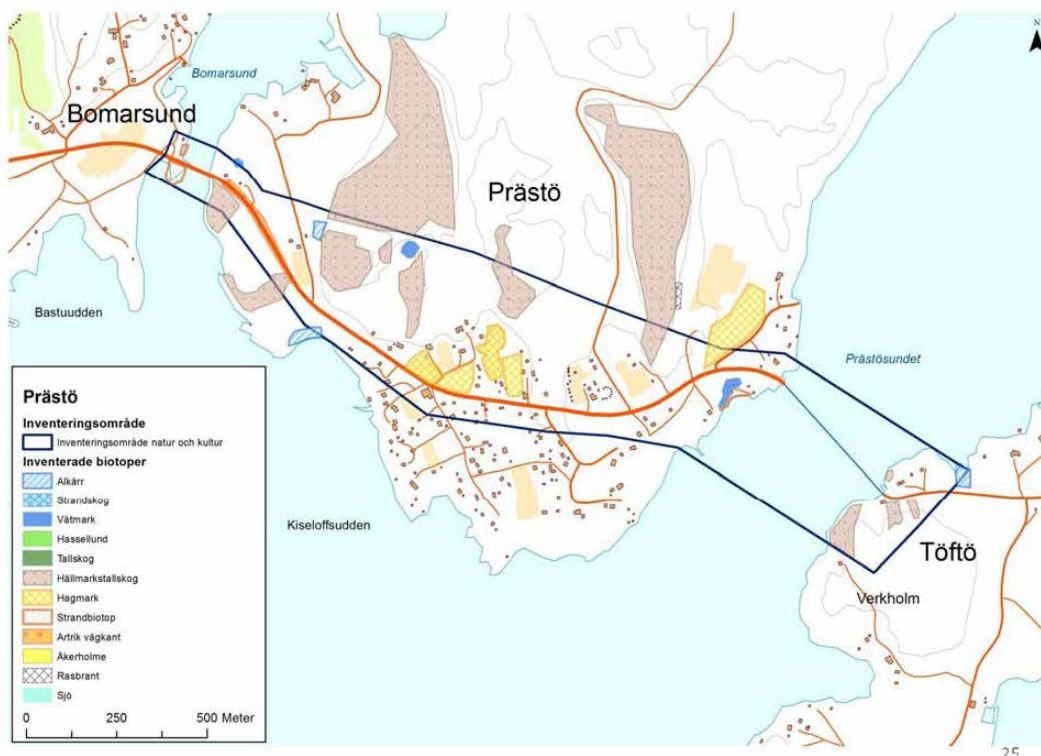 N
Bomarsund
Bomarsund
Prästö
Bastuudden
Prästösundet
Kiseloffsudden
Töftö
Verkholm
Prästö
Inventeringsområde
Inventeringsområde natur och kultur
Inventerade biotoper
Alkärr
Strandskog
Våtmark
Hassellund
Tallskog
Hällmarkstallskog
Hagmark
Strandbiotop
Artrik vägkant
Åkerholme
Rasbrant
Sjö
0 250 500 Meter
25